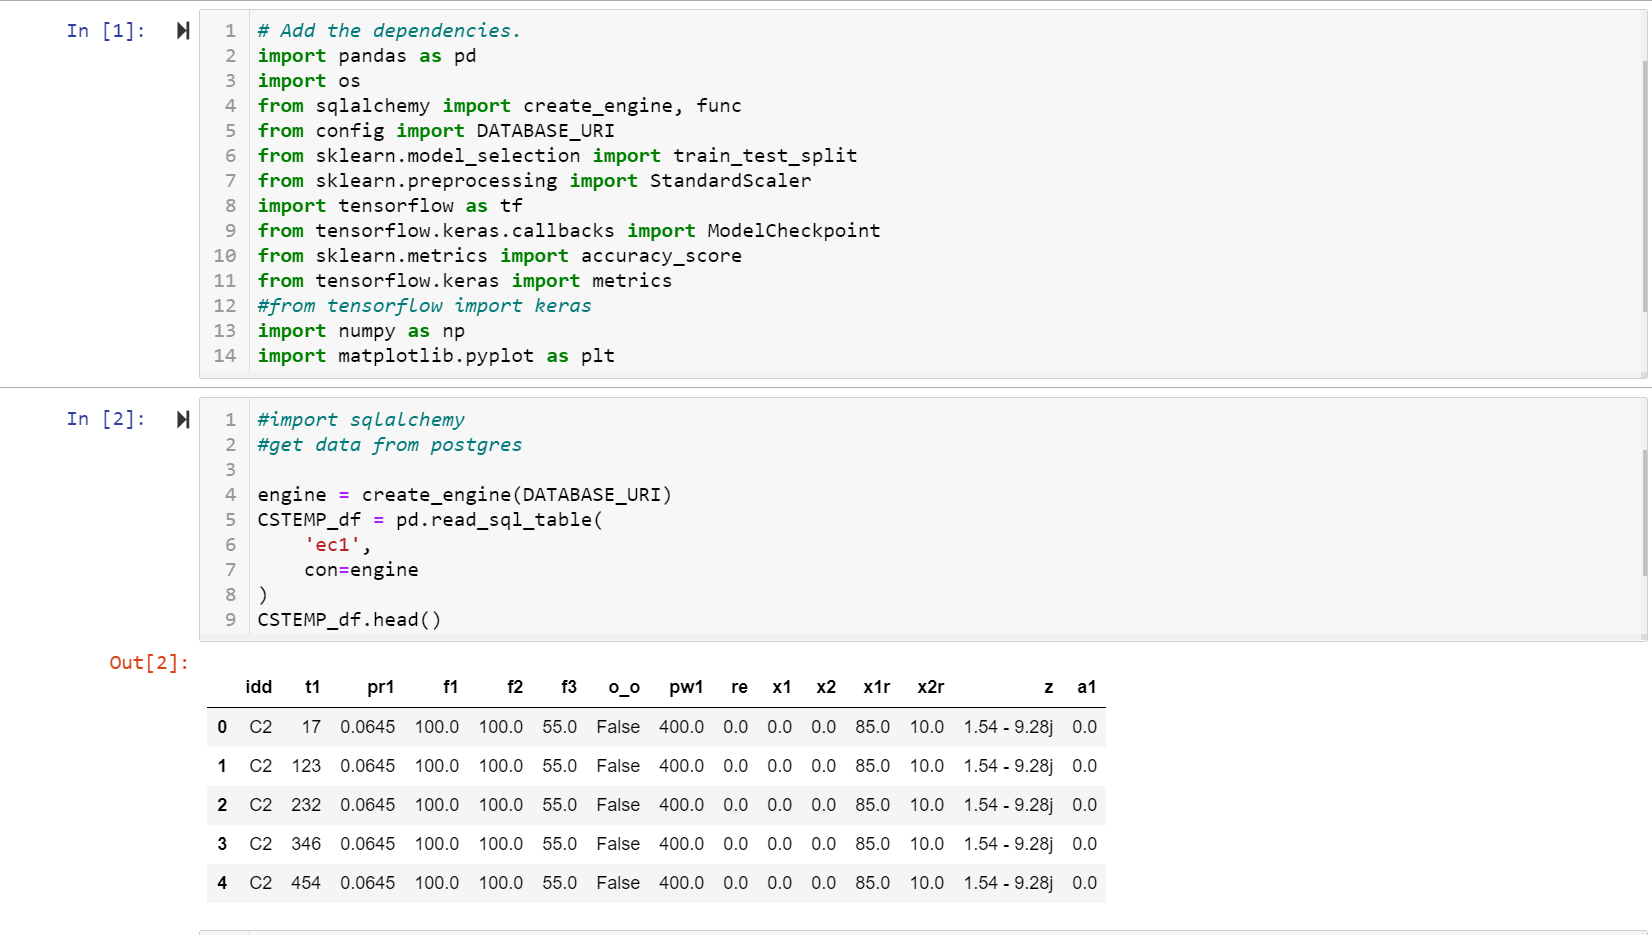 In [1]:
1 # Add the dependencies.
2 import pandas as pd
3 import os
4 from sqlalchemy import create_engine, func
5 from config import DATABASE_URI
6 from sklearn.model_selection import train_test_split
7 from sklearn.preprocessing import StandardScaler
8 import tensorflow as tf
9 from tensorflow.keras.callbacks import ModelCheckpoint
10 from sklearn.metrics import accuracy_score
11 from tensorflow.keras import metrics
12 #from tensorflow import keras
13 import numpy as np
14 import matplotlib.pyplot as plt
In [2]:
1 #import sqlalchemy
2 #get data from postgres
3
4 engine = create_engine(DATABASE_URI)
5 CSTEMP_df = pd.read_sql_table(
6     'ec1',
7     con=engine
8 )
9 CSTEMP_df.head()
Out[2]:
idd t1 pr1 f1 f2 f3 o_o pw1 re x1 x2 x1r x2r z a1
0 C2 17 0.0645 100.0 100.0 55.0 False 400.0 0.0 0.0 0.0 85.0 10.0 1.54 - 9.28j 0.0
1 C2 123 0.0645 100.0 100.0 55.0 False 400.0 0.0 0.0 0.0 85.0 10.0 1.54 - 9.28j 0.0
2 C2 232 0.0645 100.0 100.0 55.0 False 400.0 0.0 0.0 0.0 85.0 10.0 1.54 - 9.28j 0.0
3 C2 346 0.0645 100.0 100.0 55.0 False 400.0 0.0 0.0 0.0 85.0 10.0 1.54 - 9.28j 0.0
4 C2 454 0.0645 100.0 100.0 55.0 False 400.0 0.0 0.0 0.0 85.0 10.0 1.54 - 9.28j 0.0